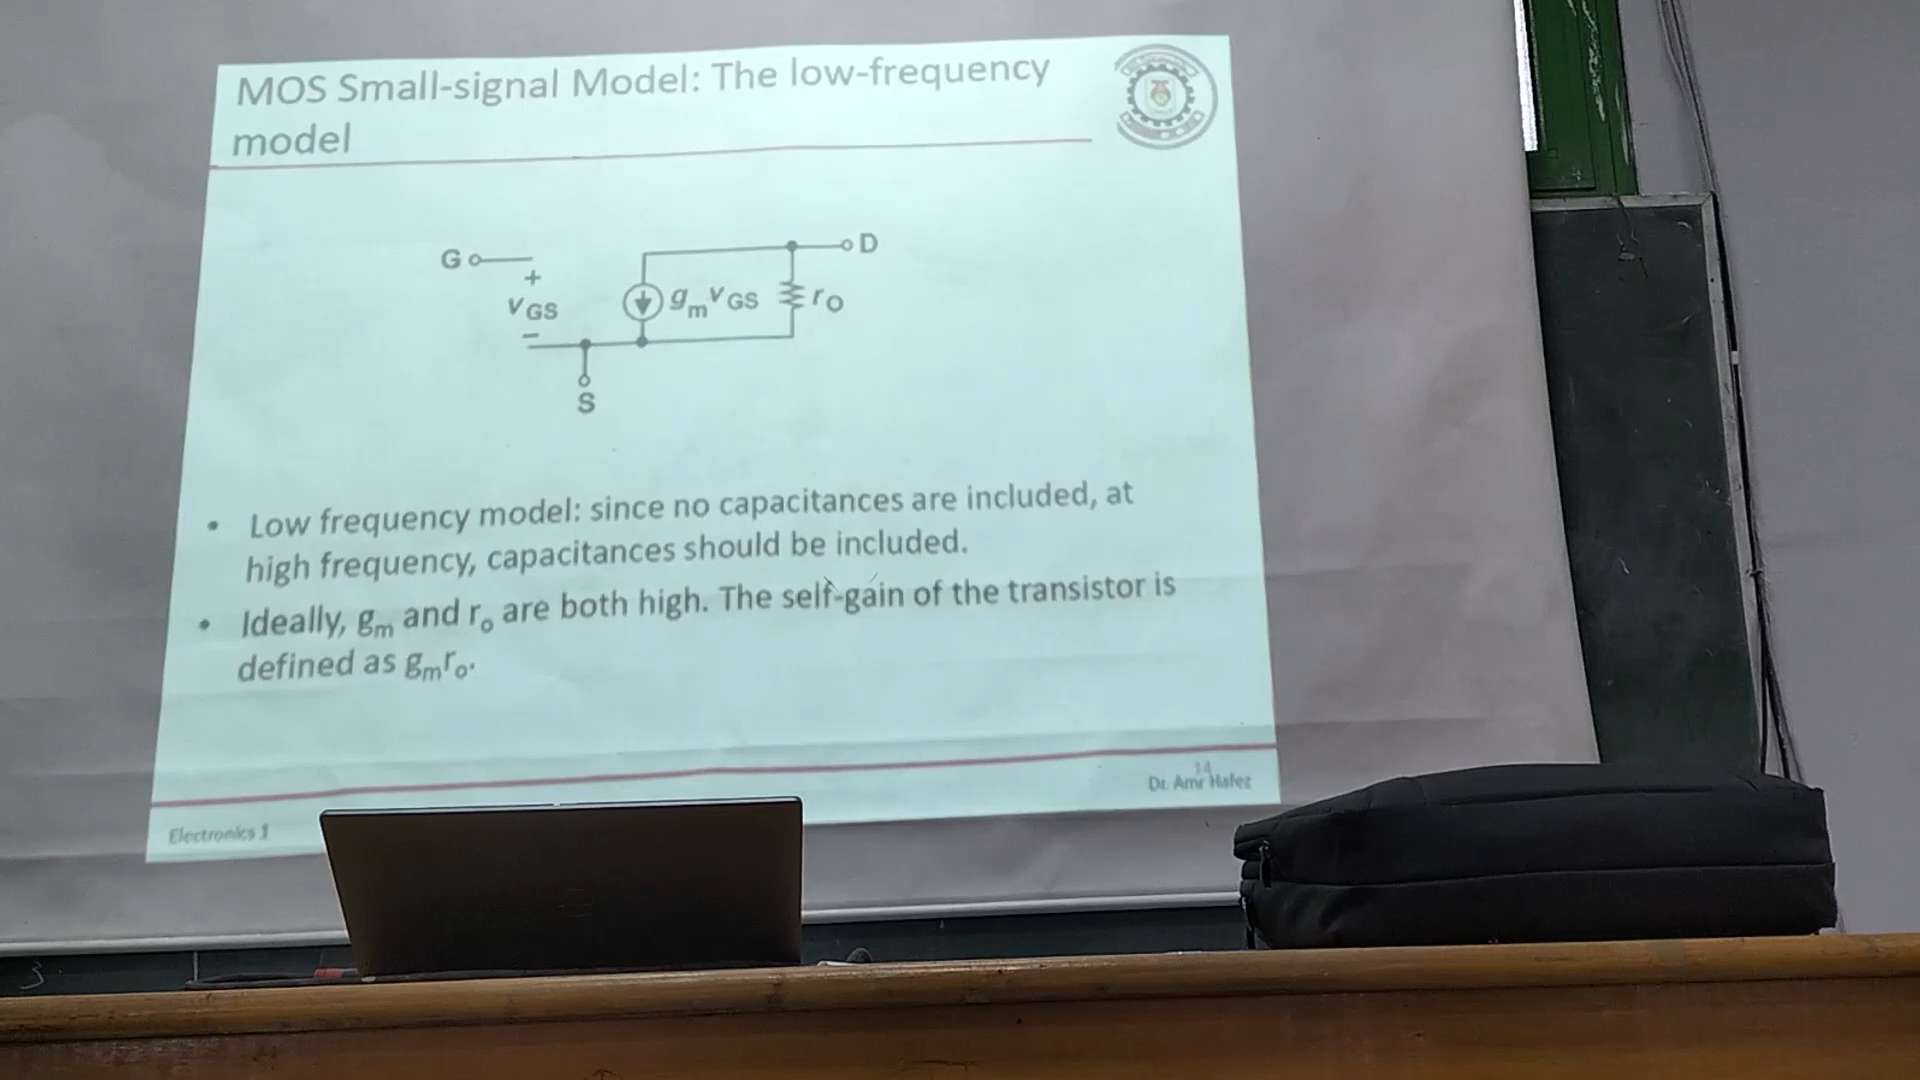 MOS Small-signal Model: The low-frequency
model
G
D
+
vGS
−
gmvGS
ro
S
• Low frequency model: since no capacitances are included, at
high frequency, capacitances should be included.
• Ideally, gm and ro are both high. The self-gain of the transistor is
defined as gmro.
14
Dr. Amr Hafez
Electronics 1
3